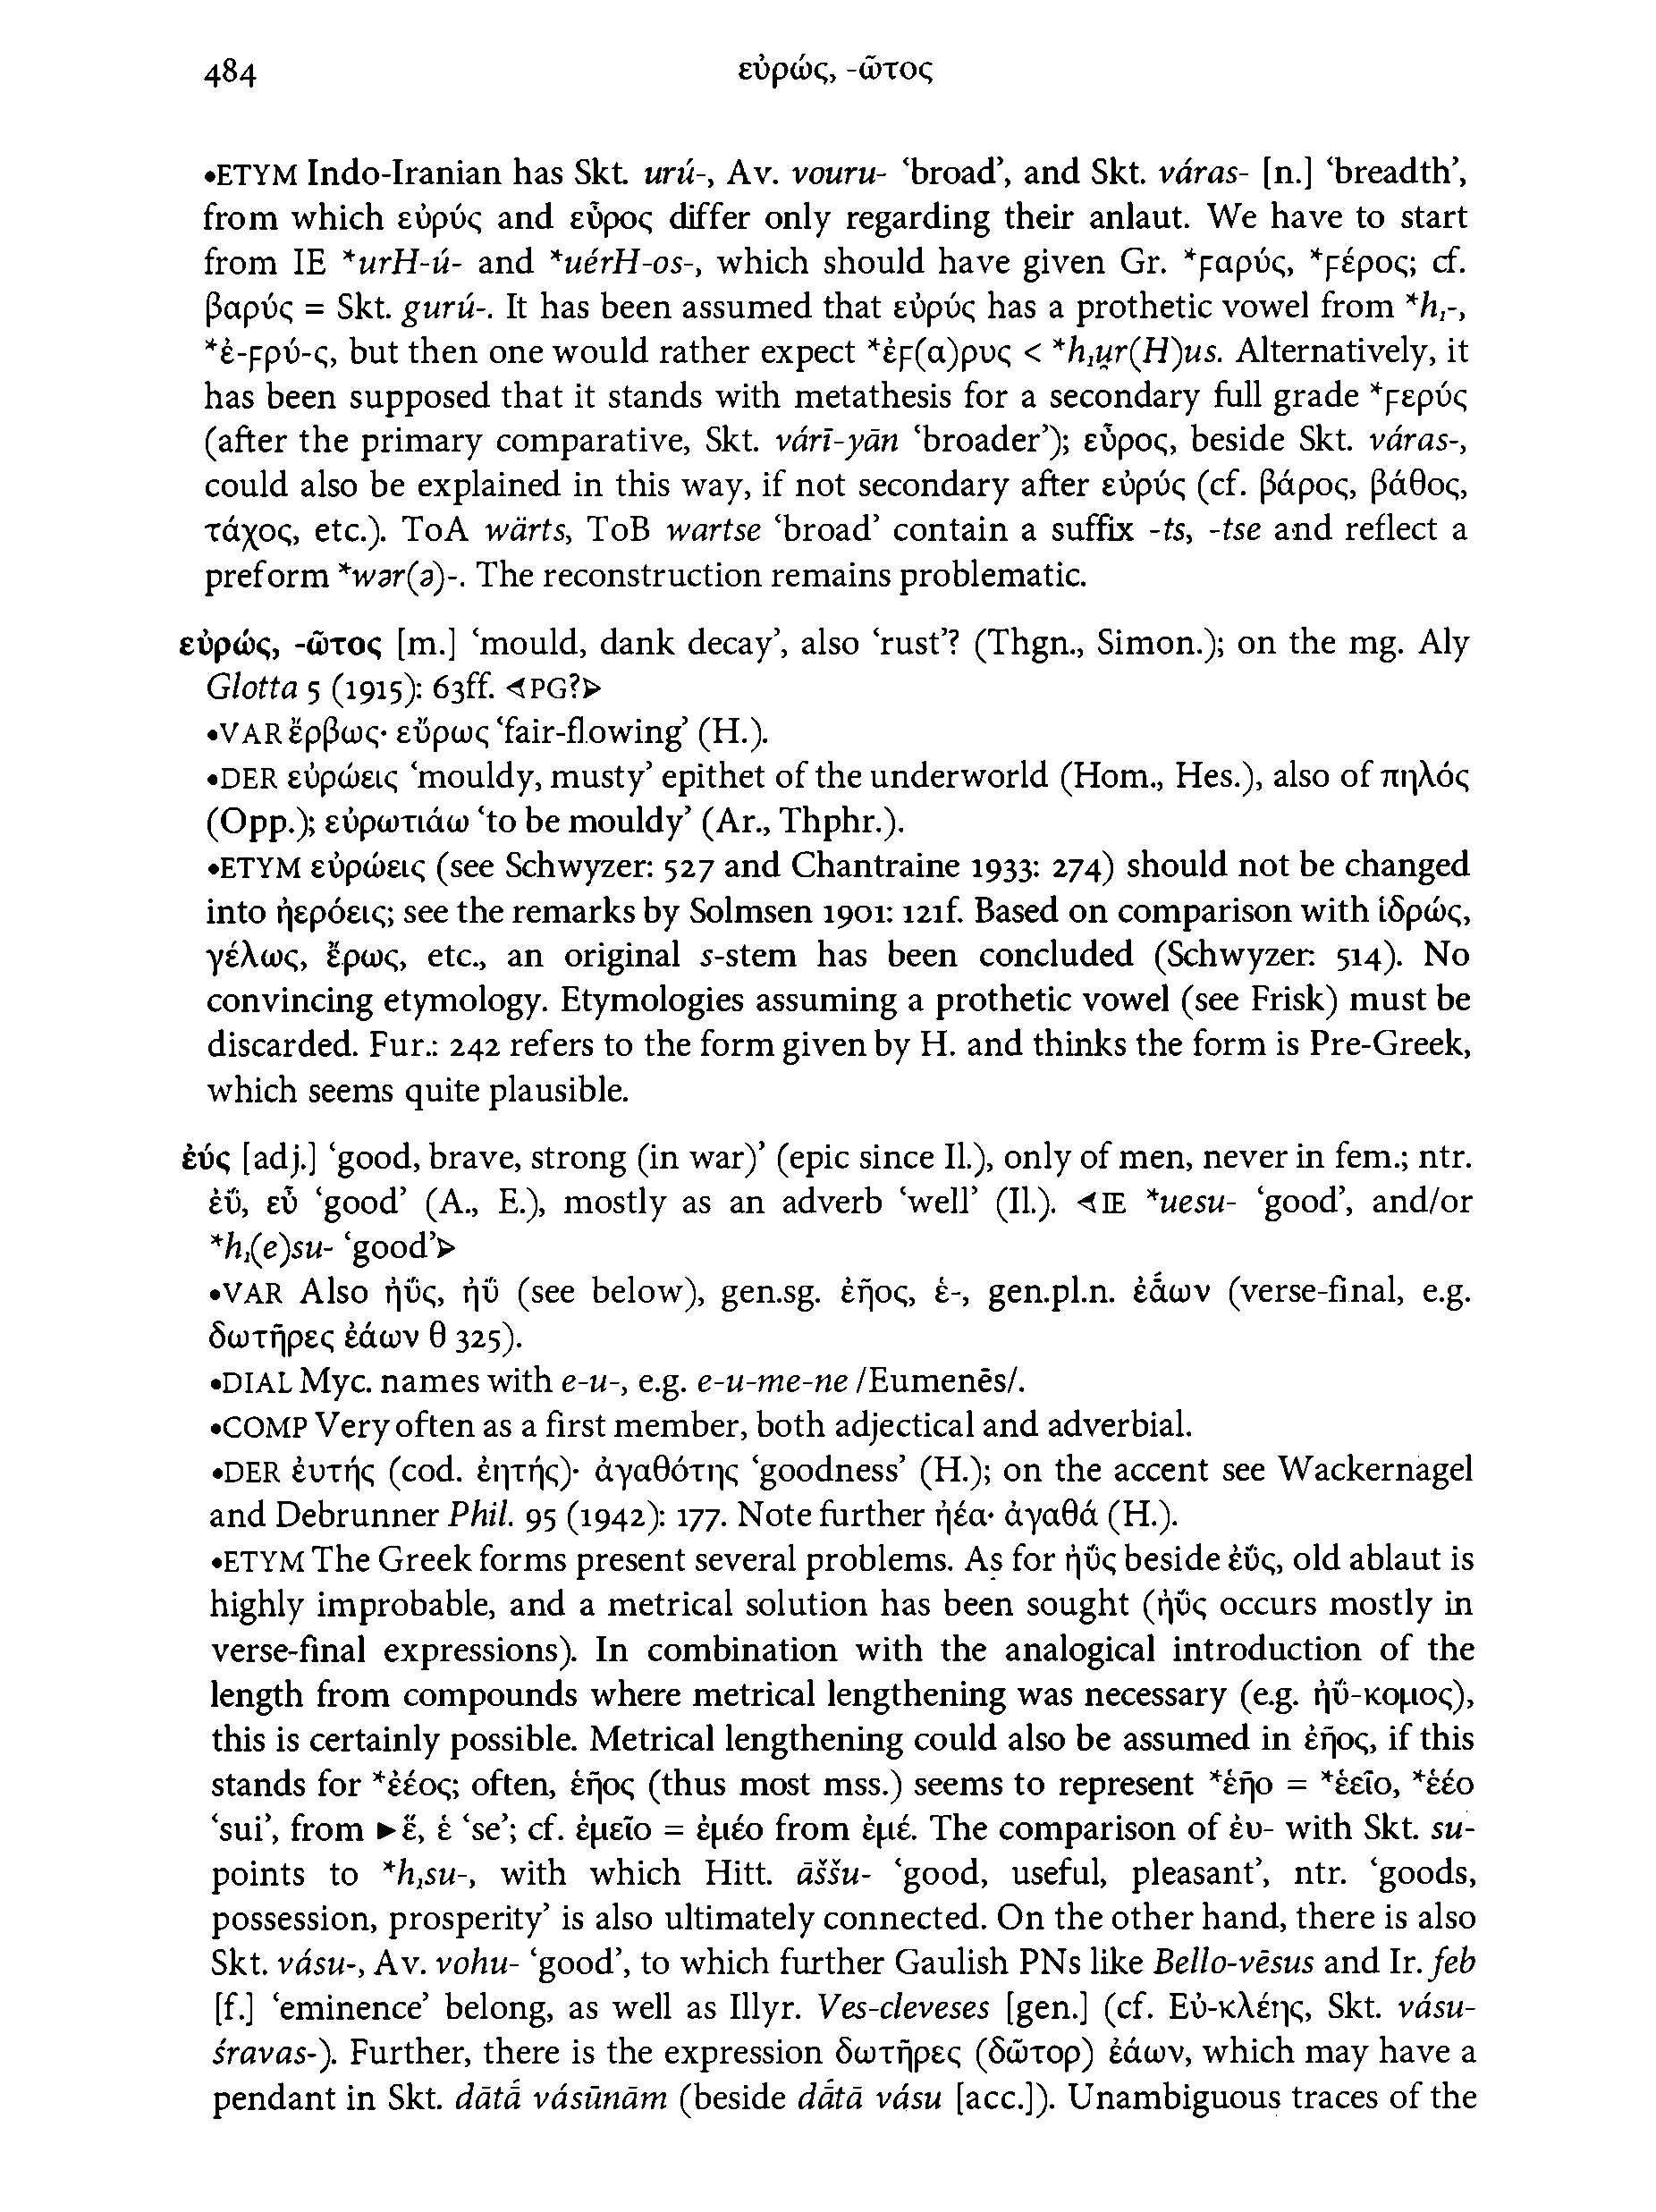 484
εὐρώς, -ῶτος
•ETYM Indo-Iranian has Skt. urú-, Av. vouru- ‘broad’, and Skt. váras- [n.] ‘breadth’,
from which εὐρύς and εὖρος differ only regarding their anlaut. We have to start
from IE *urH-ú- and *uérH-os-, which should have given Gr. *ϝαρύς, *ϝέρος; cf.
βαρύς = Skt. gurú-. It has been assumed that εὐρύς has a prothetic vowel from *h₁-,
*ἐ-ϝρύ-ς, but then one would rather expect *ἐϝ(α)ρυς < *h₁u̯r(H)us. Alternatively, it
has been supposed that it stands with metathesis for a secondary full grade *ϝερύς
(after the primary comparative, Skt. várī-yān ‘broader’); εὖρος, beside Skt. váras-,
could also be explained in this way, if not secondary after εὐρύς (cf. βάρος, βάθος,
τάχος, etc.). ToA wärts, ToB wartse ‘broad’ contain a suffix -ts, -tse and reflect a
preform *wər(ə)-. The reconstruction remains problematic.
εὐρώς, -ῶτος [m.] ‘mould, dank decay’, also ‘rust’? (Thgn., Simon.); on the mg. Aly
Glotta 5 (1915): 63ff. ⊲PG?⊳
•VAR ἔρβως· εὔρως ‘fair-flowing’ (H.).
•DER εὐρώεις ‘mouldy, musty’ epithet of the underworld (Hom., Hes.), also of πηλός
(Opp.); εὐρωτιάω ‘to be mouldy’ (Ar., Thphr.).
•ETYM εὐρώεις (see Schwyzer: 527 and Chantraine 1933: 274) should not be changed
into ἠερόεις; see the remarks by Solmsen 1901: 121f. Based on comparison with ἱδρώς,
γέλως, ἔρως, etc., an original s-stem has been concluded (Schwyzer: 514). No
convincing etymology. Etymologies assuming a prothetic vowel (see Frisk) must be
discarded. Fur.: 242 refers to the form given by H. and thinks the form is Pre-Greek,
which seems quite plausible.
ἐύς [adj.] ‘good, brave, strong (in war)’ (epic since Il.), only of men, never in fem.; ntr.
ἐΰ, εὖ ‘good’ (A., E.), mostly as an adverb ‘well’ (Il.). ⊲IE *uesu- ‘good’, and/or
*h₁(e)su- ‘good’⊳
•VAR Also ἠΰς, ἠΰ (see below), gen.sg. ἐῆος, ἑ-, gen.pl.n. ἐά̄ων (verse-final, e.g.
δωτῆρες ἐάων θ 325).
•DIAL Myc. names with e-u-, e.g. e-u-me-ne /Eumenēs/.
•COMP Very often as a first member, both adjectical and adverbial.
•DER ἐυτής (cod. ἐητής)· ἀγαθότης ‘goodness’ (H.); on the accent see Wackernagel
and Debrunner Phil. 95 (1942): 177. Note further ἠέα· ἀγαθά (H.).
•ETYM The Greek forms present several problems. As for ἠΰς beside ἐΰς, old ablaut is
highly improbable, and a metrical solution has been sought (ἠΰς occurs mostly in
verse-final expressions). In combination with the analogical introduction of the
length from compounds where metrical lengthening was necessary (e.g. ἠΰ-κομος),
this is certainly possible. Metrical lengthening could also be assumed in ἐῆος, if this
stands for *ἐέος; often, ἑῆος (thus most mss.) seems to represent *ἑῆο = *ἑεῖο, *ἑέο
‘sui’, from ►ἕ, ἑ ‘se’; cf. ἐμεῖο = ἐμέο from ἐμέ. The comparison of ἐυ- with Skt. su-
points to *h₁su-, with which Hitt. āššu- ‘good, useful, pleasant’, ntr. ‘goods,
possession, prosperity’ is also ultimately connected. On the other hand, there is also
Skt. vásu-, Av. vohu- ‘good’, to which further Gaulish PNs like Bello-vēsus and Ir. feb
[f.] ‘eminence’ belong, as well as Illyr. Ves-cleveses [gen.] (cf. Εὐ-κλέης, Skt. vásu-
śravas-). Further, there is the expression δωτῆρες (δῶτορ) ἐάων, which may have a
pendant in Skt. dātā́ vásūnām (beside dā́tā vásu [acc.]). Unambiguous traces of the